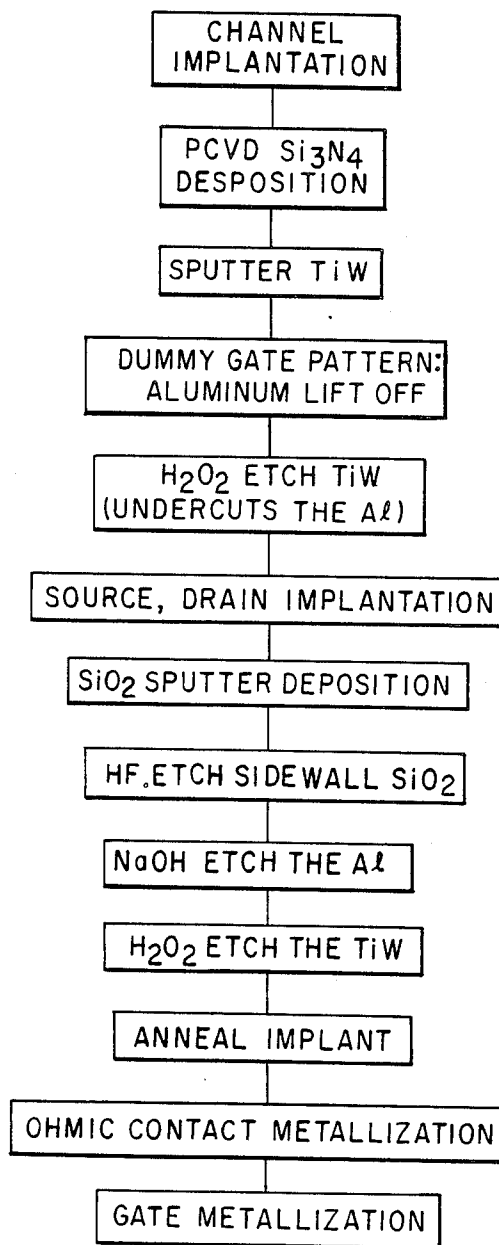 CHANNEL
IMPLANTATION
PCVD Si3N4
DESPOSITION
SPUTTER TiW
DUMMY GATE PATTERN:
ALUMINUM LIFT OFF
H2O2 ETCH TiW
(UNDERCUTS THE Aℓ)
SOURCE, DRAIN IMPLANTATION
SiO2 SPUTTER DEPOSITION
HF. ETCH SIDEWALL SiO2
NaOH ETCH THE Aℓ
H2O2 ETCH THE TiW
ANNEAL IMPLANT
OHMIC CONTACT METALLIZATION
GATE METALLIZATION